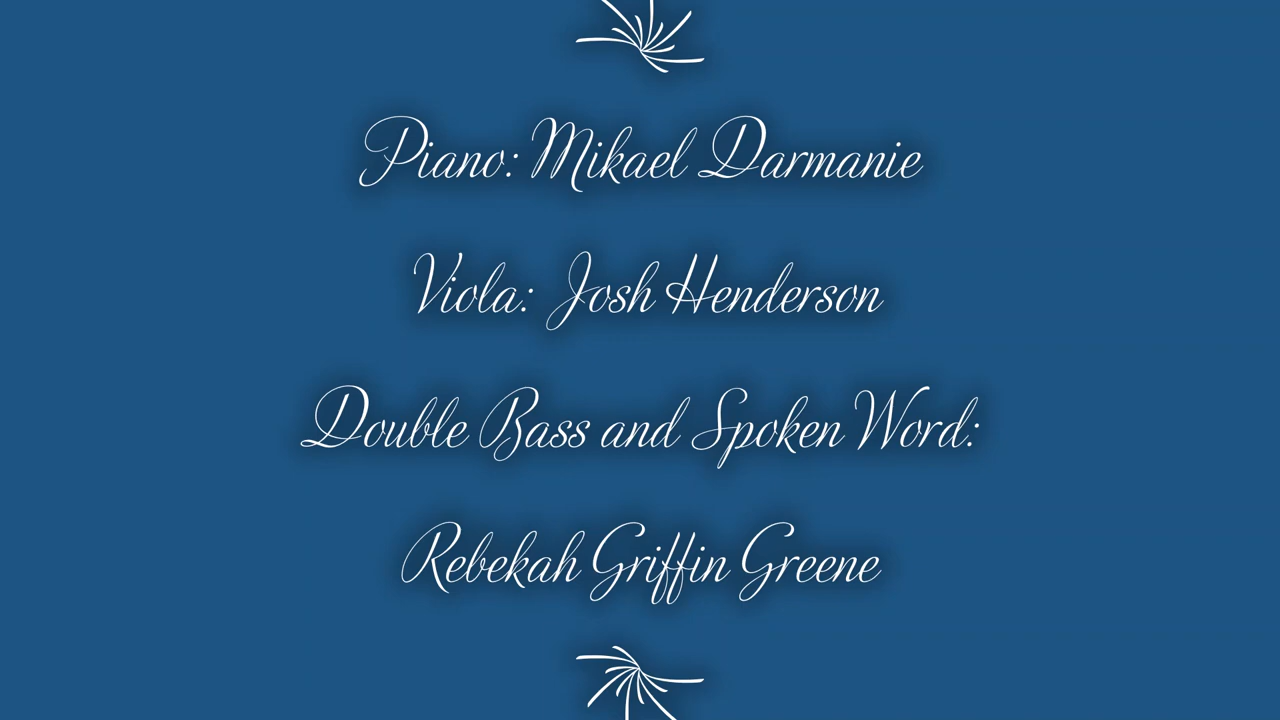 Piano: Mikael Darmanie
Viola: Josh Henderson
Double Bass and Spoken Word:
Rebekah Griffin Greene